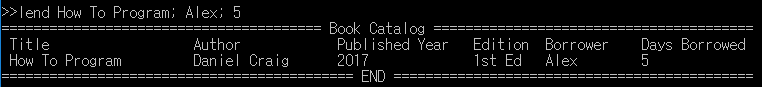 >>lend How To Program; Alex; 5
======================================== Book Catalog ===========================================
Title Author Published Year Edition Borrower Days Borrowed
How To Program Daniel Craig 2017 1st Ed Alex 5
============================================ END =============================================